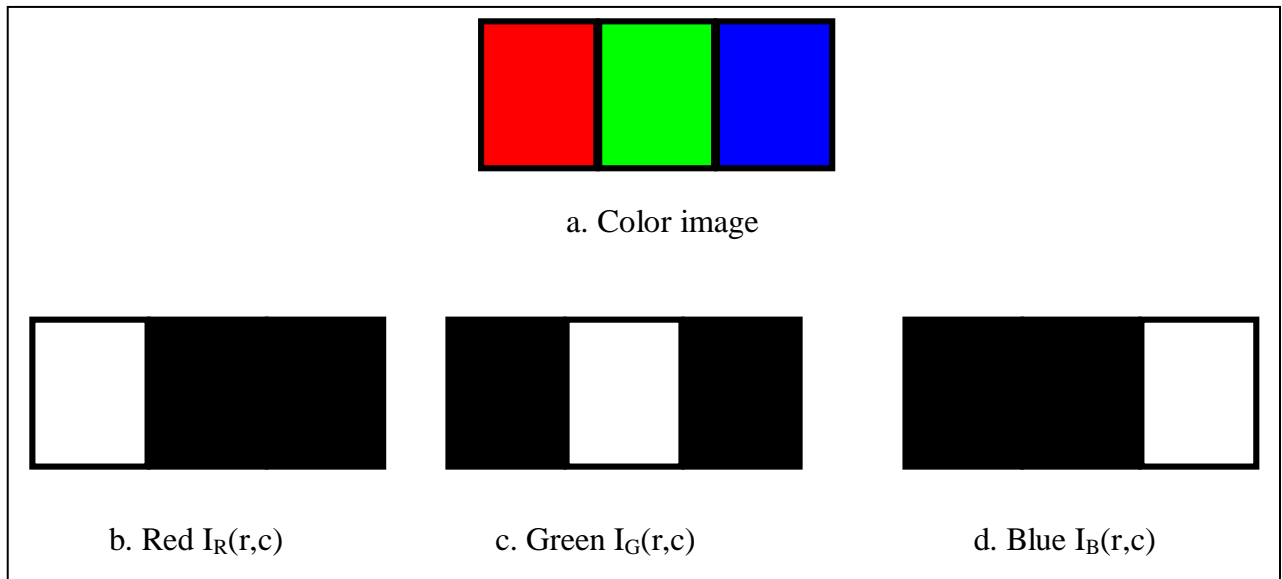 a. Color image
b. Red I_R(r,c)
c. Green I_G(r,c)
d. Blue I_B(r,c)